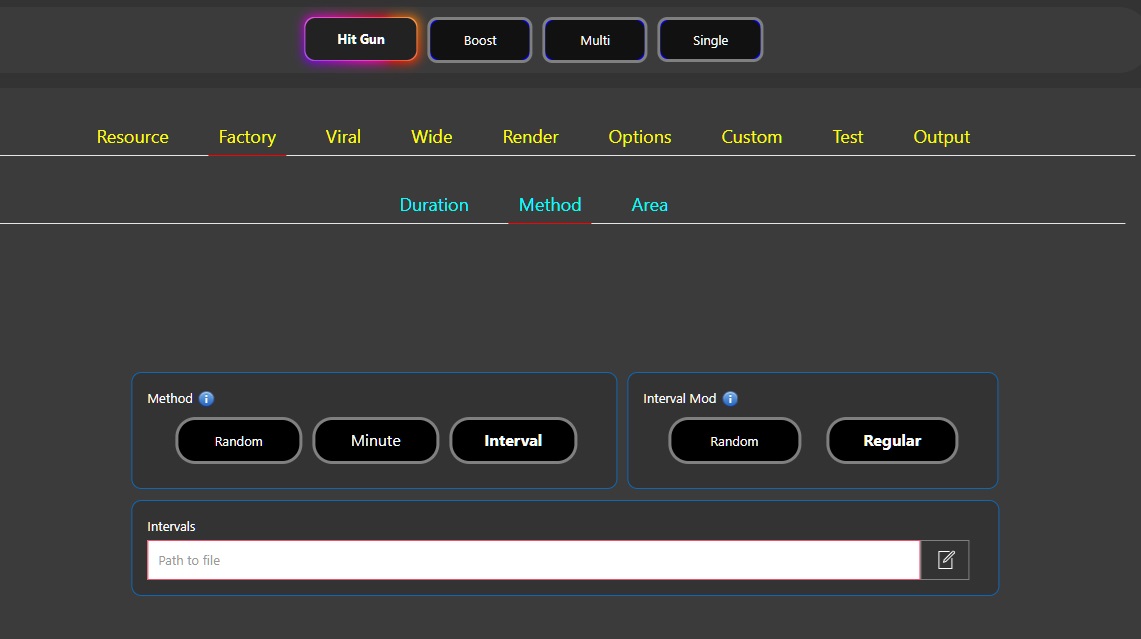 Hit Gun Boost Multi Single
Resource Factory Viral Wide Render Options Custom Test Output
Duration Method Area
Method Interval Mod
Random Minute Interval Random Regular
Intervals
Path to file